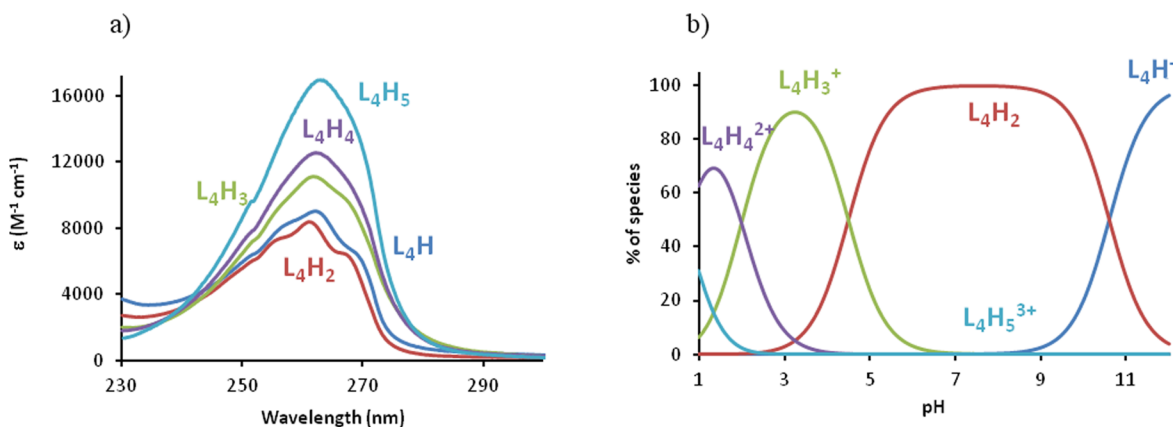 a)
16000
12000
8000
4000
0
ε (M⁻¹ cm⁻¹)
L₄H₅
L₄H₄
L₄H₃
L₄H
L₄H₂
230
250
270
290
Wavelength (nm)
b)
100
80
60
40
20
0
% of species
L₄H₃⁺
L₄H⁻
L₄H₄²⁺
L₄H₂
L₄H₅³⁺
1
3
5
7
9
11
pH